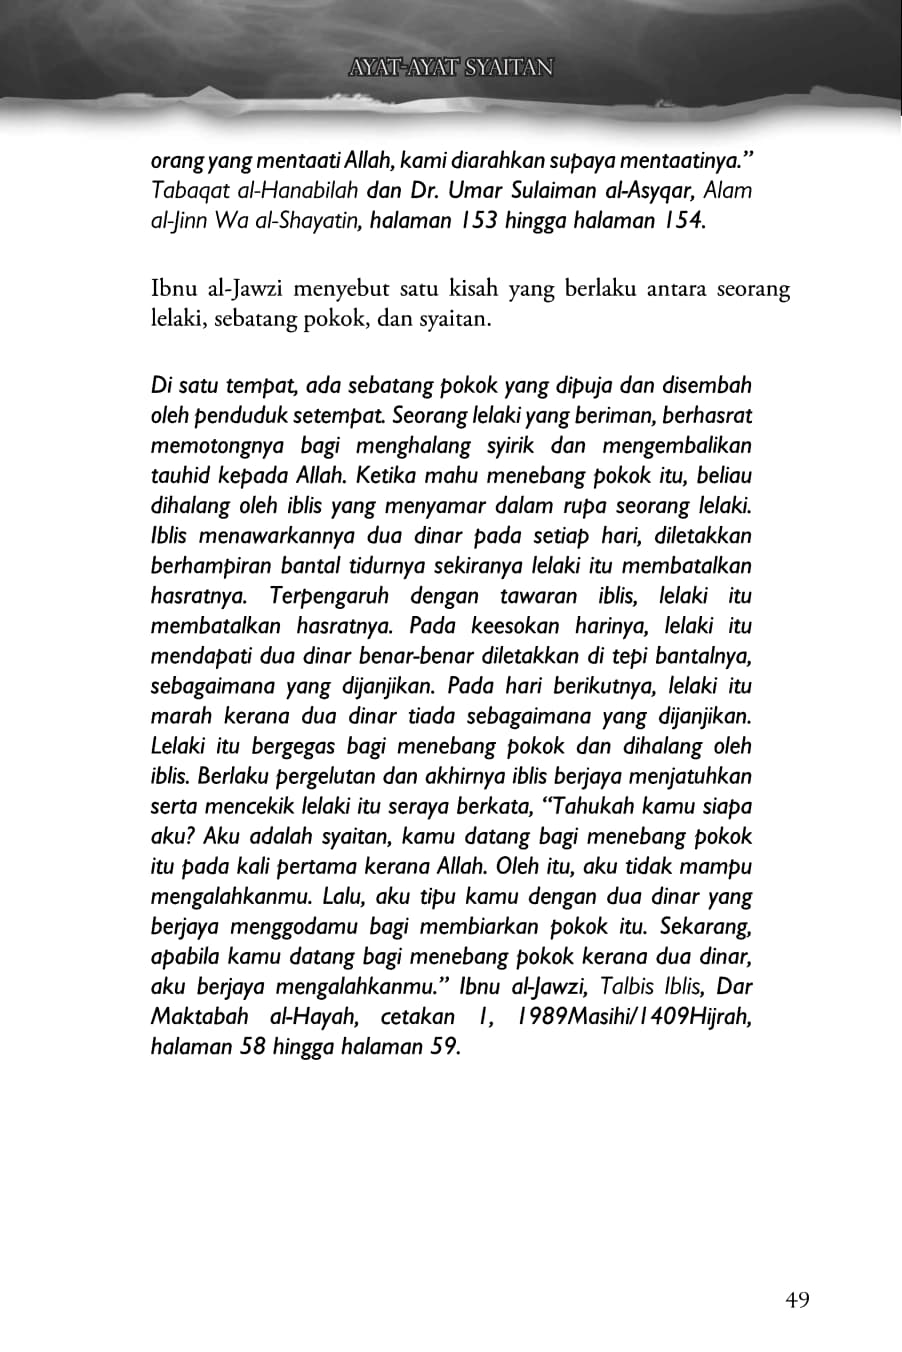 AYAT-AYAT SYAITAN
orang yang mentaati Allah, kami diarahkan supaya mentaatinya.”
Tabaqat al-Hanabilah dan Dr. Umar Sulaiman al-Asyqar, Alam
al-Jinn Wa al-Shayatin, halaman 153 hingga halaman 154.
Ibnu al-Jawzi menyebut satu kisah yang berlaku antara seorang
lelaki, sebatang pokok, dan syaitan.
Di satu tempat, ada sebatang pokok yang dipuja dan disembah
oleh penduduk setempat. Seorang lelaki yang beriman, berhasrat
memotongnya bagi menghalang syirik dan mengembalikan
tauhid kepada Allah. Ketika mahu menebang pokok itu, beliau
dihalang oleh iblis yang menyamar dalam rupa seorang lelaki.
Iblis menawarkannya dua dinar pada setiap hari, diletakkan
berhampiran bantal tidurnya sekiranya lelaki itu membatalkan
hasratnya. Terpengaruh dengan tawaran iblis, lelaki itu
membatalkan hasratnya. Pada keesokan harinya, lelaki itu
mendapati dua dinar benar-benar diletakkan di tepi bantalnya,
sebagaimana yang dijanjikan. Pada hari berikutnya, lelaki itu
marah kerana dua dinar tiada sebagaimana yang dijanjikan.
Lelaki itu bergegas bagi menebang pokok dan dihalang oleh
iblis. Berlaku pergelutan dan akhirnya iblis berjaya menjatuhkan
serta mencekik lelaki itu seraya berkata, “Tahukah kamu siapa
aku? Aku adalah syaitan, kamu datang bagi menebang pokok
itu pada kali pertama kerana Allah. Oleh itu, aku tidak mampu
mengalahkanmu. Lalu, aku tipu kamu dengan dua dinar yang
berjaya menggodamu bagi membiarkan pokok itu. Sekarang,
apabila kamu datang bagi menebang pokok kerana dua dinar,
aku berjaya mengalahkanmu.” Ibnu al-Jawzi, Talbis Iblis, Dar
Maktabah al-Hayah, cetakan 1, 1989Masihi/1409Hijrah,
halaman 58 hingga halaman 59.
49